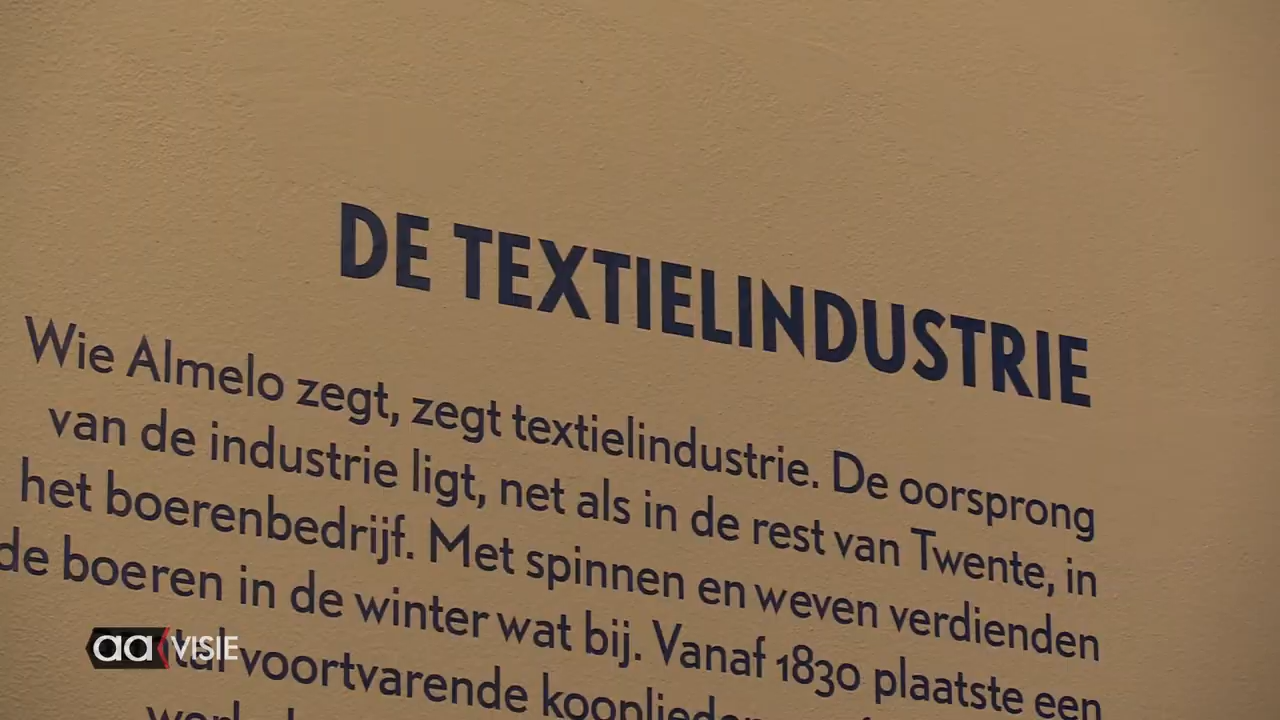 DE TEXTIELINDUSTRIE
Wie Almelo zegt, zegt textielindustrie. De oorsprong
van de industrie ligt, net als in de rest van Twente, in
het boerenbedrijf. Met spinnen en weven verdienden
de boeren in de winter wat bij. Vanaf 1830 plaatste een
tal voortvarende kooplieden
aa VISIE